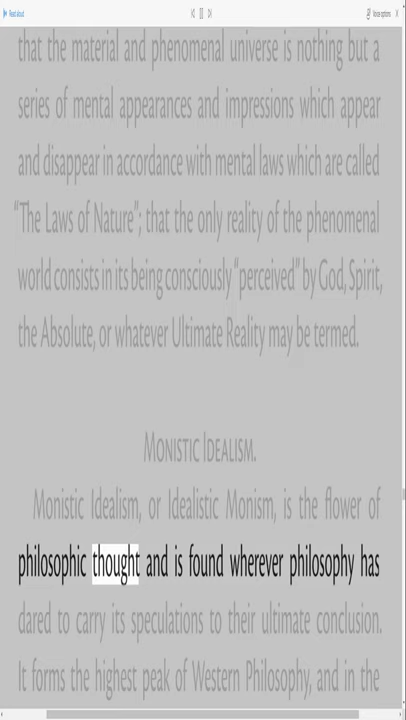 Read aloud
Voice options
that the material and phenomenal universe is nothing but a
series of mental appearances and impressions which appear
and disappear in accordance with mental laws which are called
“The Laws of Nature”; that the only reality of the phenomenal
world consists in its being consciously “perceived” by God, Spirit,
the Absolute, or whatever Ultimate Reality may be termed.
Monistic Idealism.
Monistic Idealism, or Idealistic Monism, is the flower of
philosophic thought and is found wherever philosophy has
dared to carry its speculations to their ultimate conclusion.
It forms the highest peak of Western Philosophy, and in the